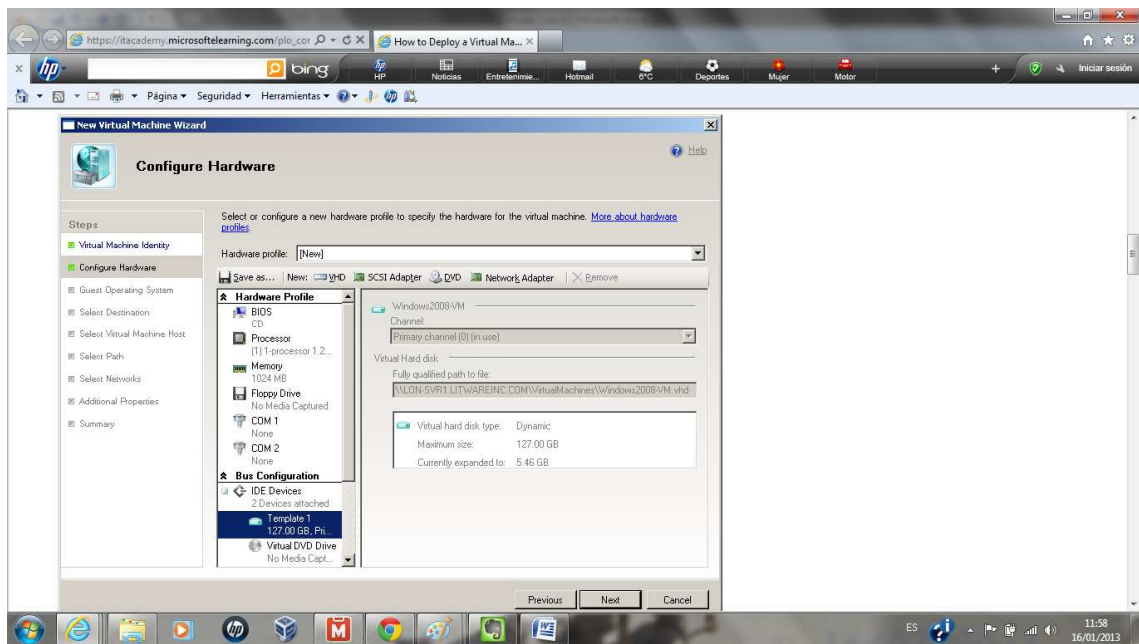 https://itacademy.microsoftelearning.com/plo_cor
How to Deploy a Virtual Ma...
hp
bing
HP
Noticias
Entretenimie...
Hotmail
6°C
Deportes
Mujer
Motor
Iniciar sesión
Página
Seguridad
Herramientas
New Virtual Machine Wizard
Configure Hardware
Help
Steps
Virtual Machine Identity
Configure Hardware
Guest Operating System
Select Destination
Select Virtual Machine Host
Select Path
Select Networks
Additional Properties
Summary
Select or configure a new hardware profile to specify the hardware for the virtual machine. More about hardware
profiles.
Hardware profile: [New]
Save as... New: VHD SCSI Adapter DVD Network Adapter Remove
Hardware Profile
BIOS
CD
Processor
(1) 1-processor 1.2...
Memory
1024 MB
Floppy Drive
No Media Captured
COM 1
None
COM 2
None
Bus Configuration
IDE Devices
2 Devices attached
Template 1
127.00 GB, Pri...
Virtual DVD Drive
No Media Capt...
Windows2008-VM
Channel:
Primary channel (0) (in use)
Virtual Hard disk
Fully qualified path to file:
\\LON-SVR1.LITWAREINC.COM\VirtualMachines\Windows2008-VM.vhd
Virtual hard disk type: Dynamic
Maximum size: 127.00 GB
Currently expanded to: 5.46 GB
Previous Next Cancel
ES
11:58
16/01/2013